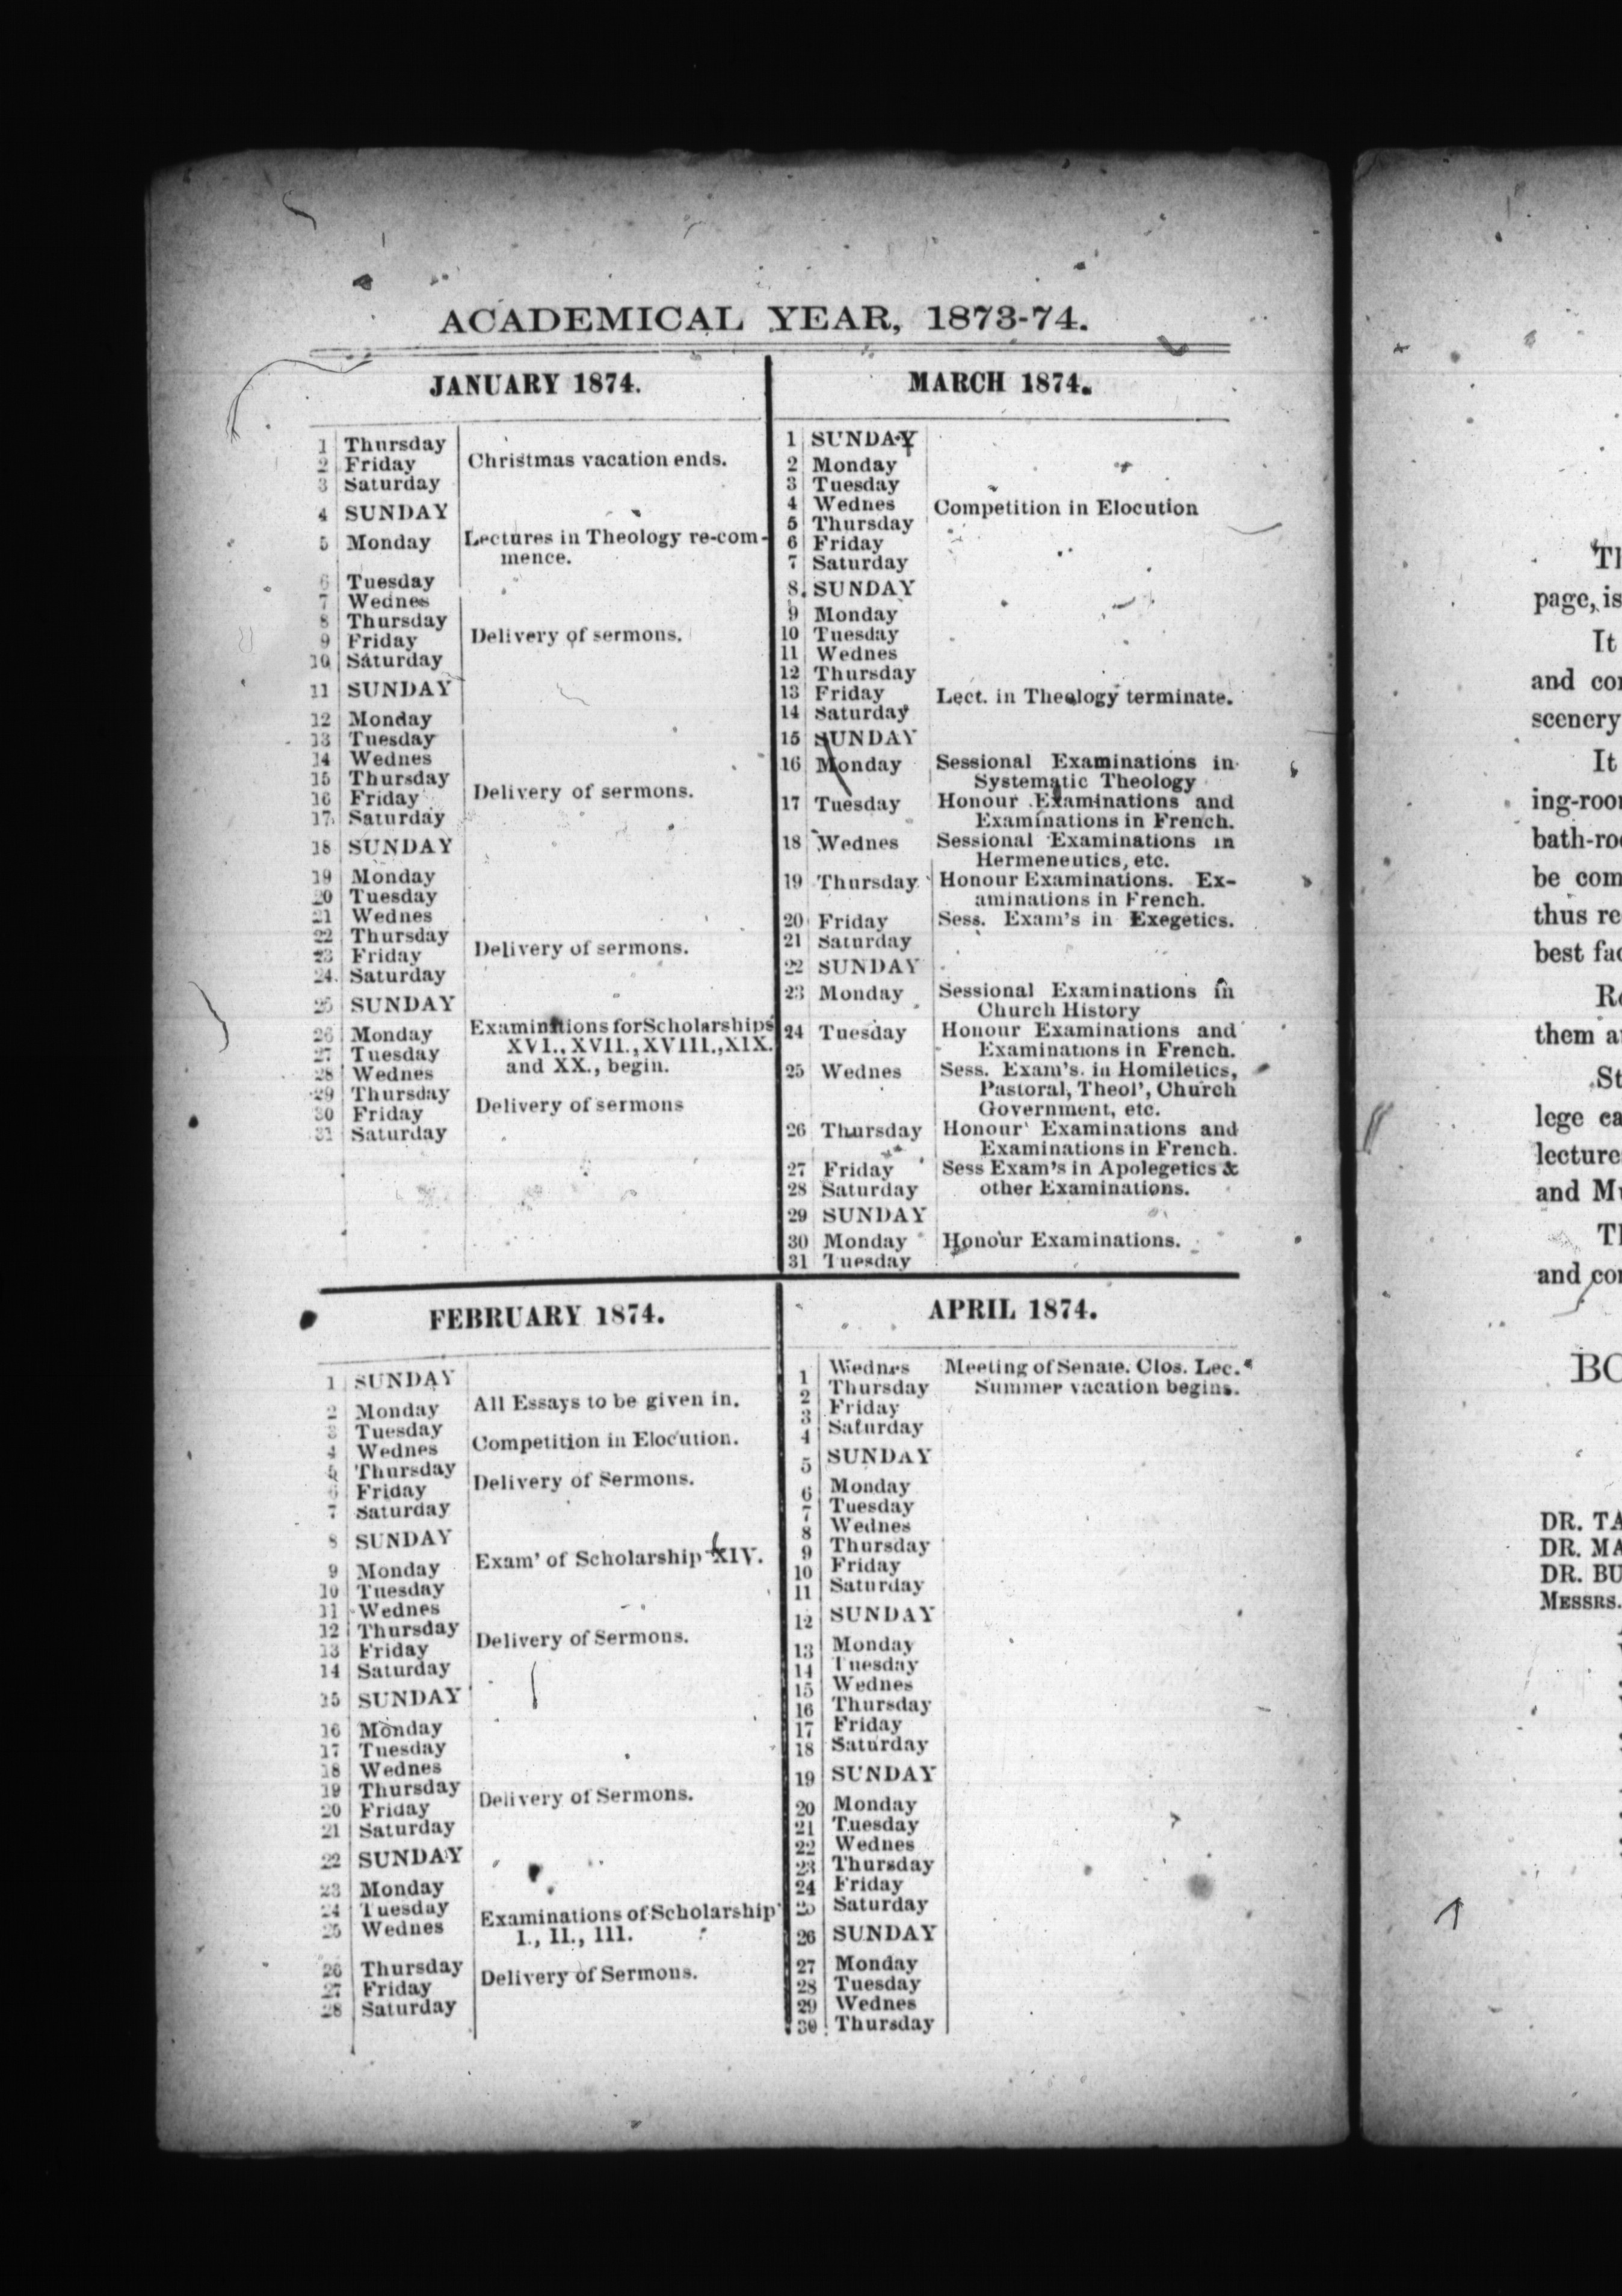 ACADEMICAL YEAR, 1873-74.
JANUARY 1874.
1 Thursday
2 Friday Christmas vacation ends.
3 Saturday
4 SUNDAY
5 Monday Lectures in Theology re-com-
mence.
6 Tuesday
7 Wednes
8 Thursday
9 Friday Delivery of sermons.
10 Saturday
11 SUNDAY
12 Monday
13 Tuesday
14 Wednes
15 Thursday
16 Friday Delivery of sermons.
17 Saturday
18 SUNDAY
19 Monday
20 Tuesday
21 Wednes
22 Thursday
23 Friday Delivery of sermons.
24. Saturday
25 SUNDAY
26 Monday Examinations for Scholarships
27 Tuesday XVI., XVII., XVIII., XIX.
28 Wednes and XX., begin.
29 Thursday
30 Friday Delivery of sermons
31 Saturday
FEBRUARY 1874.
1 SUNDAY
2 Monday All Essays to be given in.
3 Tuesday
4 Wednes Competition in Elocution.
5 Thursday
6 Friday Delivery of Sermons.
7 Saturday
8 SUNDAY
9 Monday Exam' of Scholarship XIV.
10 Tuesday
11 Wednes
12 Thursday
13 Friday Delivery of Sermons.
14 Saturday
15 SUNDAY
16 Monday
17 Tuesday
18 Wednes
19 Thursday
20 Friday Delivery of Sermons.
21 Saturday
22 SUNDAY
23 Monday
24 Tuesday Examinations of Scholarship
25 Wednes I., II., III.
26 Thursday
27 Friday Delivery of Sermons.
28 Saturday
MARCH 1874.
1 SUNDAY
2 Monday
3 Tuesday
4 Wednes Competition in Elocution
5 Thursday
6 Friday
7 Saturday
8. SUNDAY
9 Monday
10 Tuesday
11 Wednes
12 Thursday
13 Friday Lect. in Theology terminate.
14 Saturday
15 SUNDAY
16 Monday Sessional Examinations in
Systematic Theology
17 Tuesday Honour Examinations and
Examinations in French.
18 Wednes Sessional Examinations in
Hermeneutics, etc.
19 Thursday Honour Examinations. Ex-
aminations in French.
20 Friday Sess. Exam's in Exegetics.
21 Saturday
22 SUNDAY
23 Monday Sessional Examinations in
Church History
24 Tuesday Honour Examinations and
Examinations in French.
25 Wednes Sess. Exam's. in Homiletics,
Pastoral, Theol', Church
Government, etc.
26 Thursday Honour Examinations and
Examinations in French.
27 Friday Sess Exam's in Apolegetics &
28 Saturday other Examinations.
29 SUNDAY
30 Monday Honour Examinations.
31 Tuesday
APRIL 1874.
1 Wednes Meeting of Senate. Clos. Lec.
2 Thursday Summer vacation begins.
3 Friday
4 Saturday
5 SUNDAY
6 Monday
7 Tuesday
8 Wednes
9 Thursday
10 Friday
11 Saturday
12 SUNDAY
13 Monday
14 Tuesday
15 Wednes
16 Thursday
17 Friday
18 Saturday
19 SUNDAY
20 Monday
21 Tuesday
22 Wednes
23 Thursday
24 Friday
25 Saturday
26 SUNDAY
27 Monday
28 Tuesday
29 Wednes
30 Thursday
page, is
It
and
scenery
It
bath-
be
thus
best
them
lege
lecture
and
and
DR.
DR.
DR.
MESSRS.